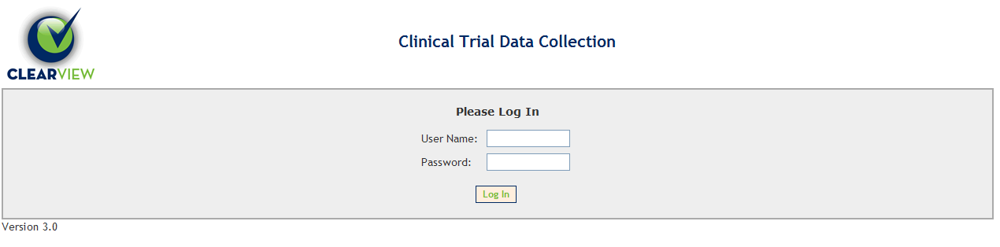 CLEARVIEW
Clinical Trial Data Collection
Please Log In
User Name:
Password:
Log In
Version 3.0